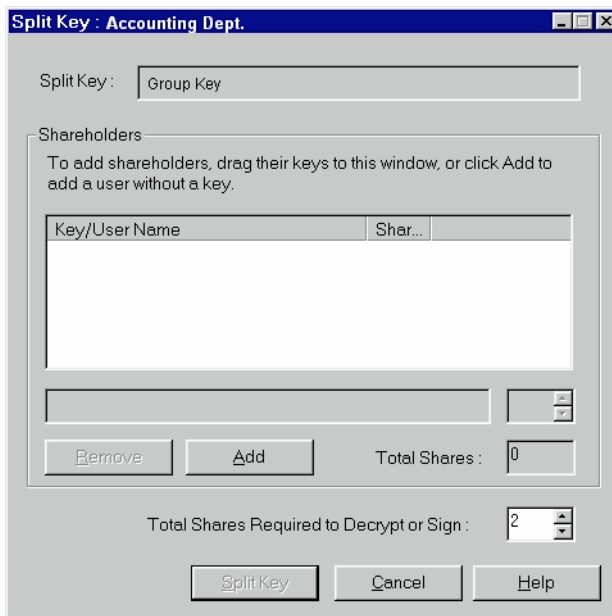 Split Key : Accounting Dept.
Split Key : Group Key
Shareholders
To add shareholders, drag their keys to this window, or click Add to
add a user without a key.
Key/User Name Shar...
Remove Add Total Shares : 0
Total Shares Required to Decrypt or Sign : 2
Split Key Cancel Help